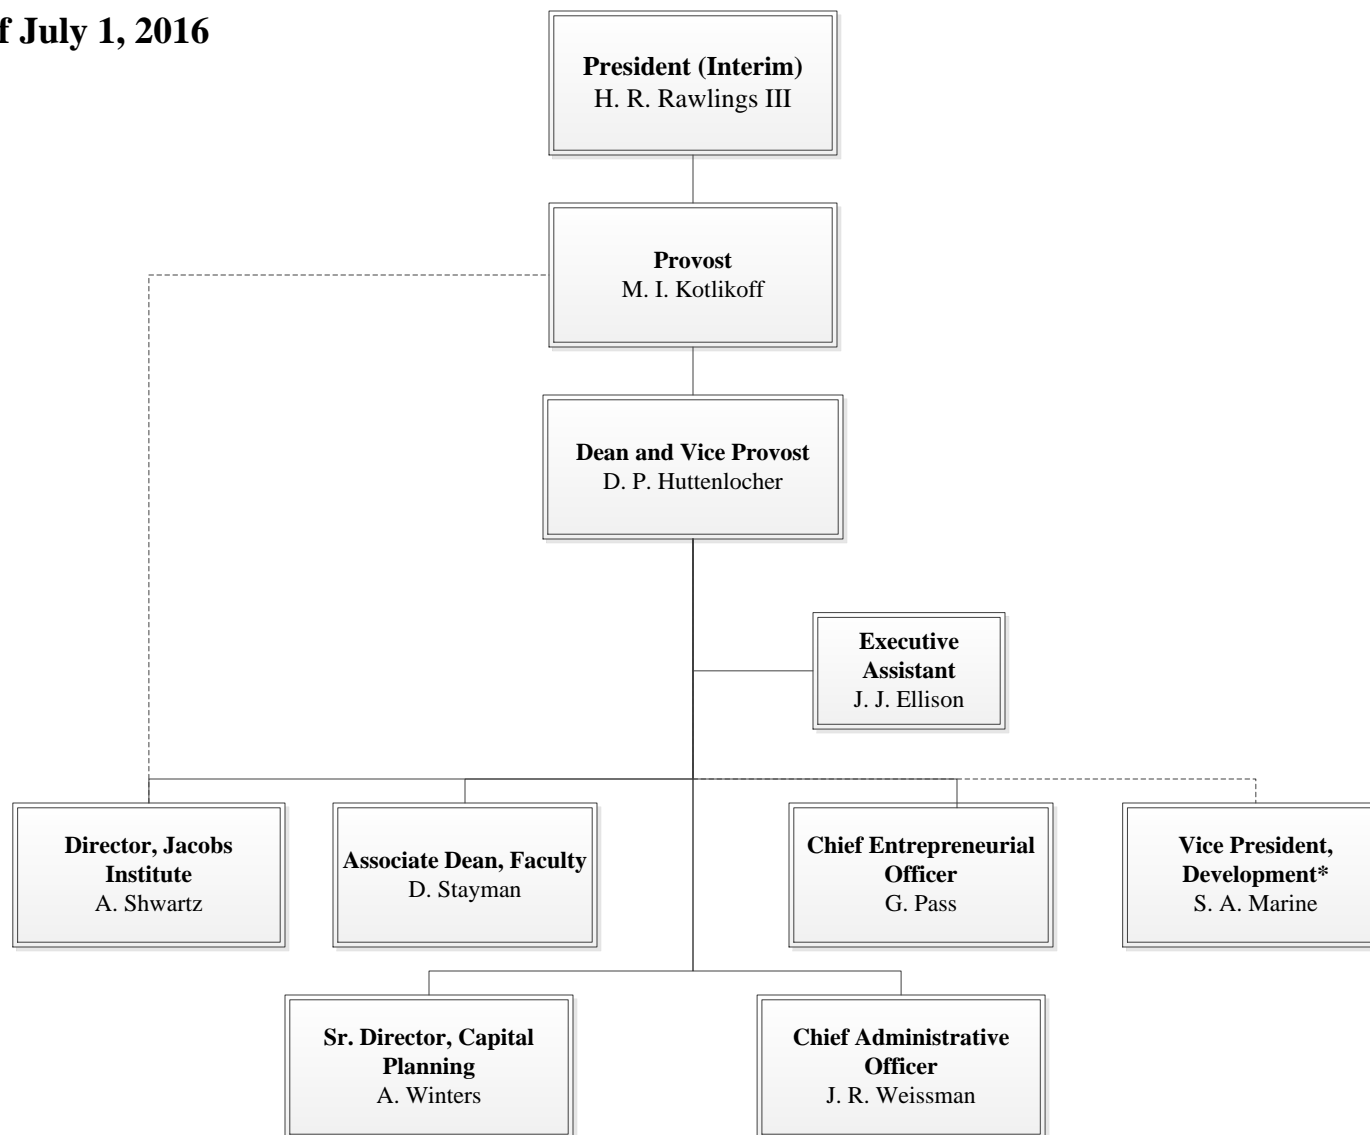 f July 1, 2016
President (Interim)
H. R. Rawlings III
Provost
M. I. Kotlikoff
Dean and Vice Provost
D. P. Huttenlocher
Executive
Assistant
J. J. Ellison
Director, Jacobs
Institute
A. Shwartz
Associate Dean, Faculty
D. Stayman
Chief Entrepreneurial
Officer
G. Pass
Vice President,
Development*
S. A. Marine
Sr. Director, Capital
Planning
A. Winters
Chief Administrative
Officer
J. R. Weissman